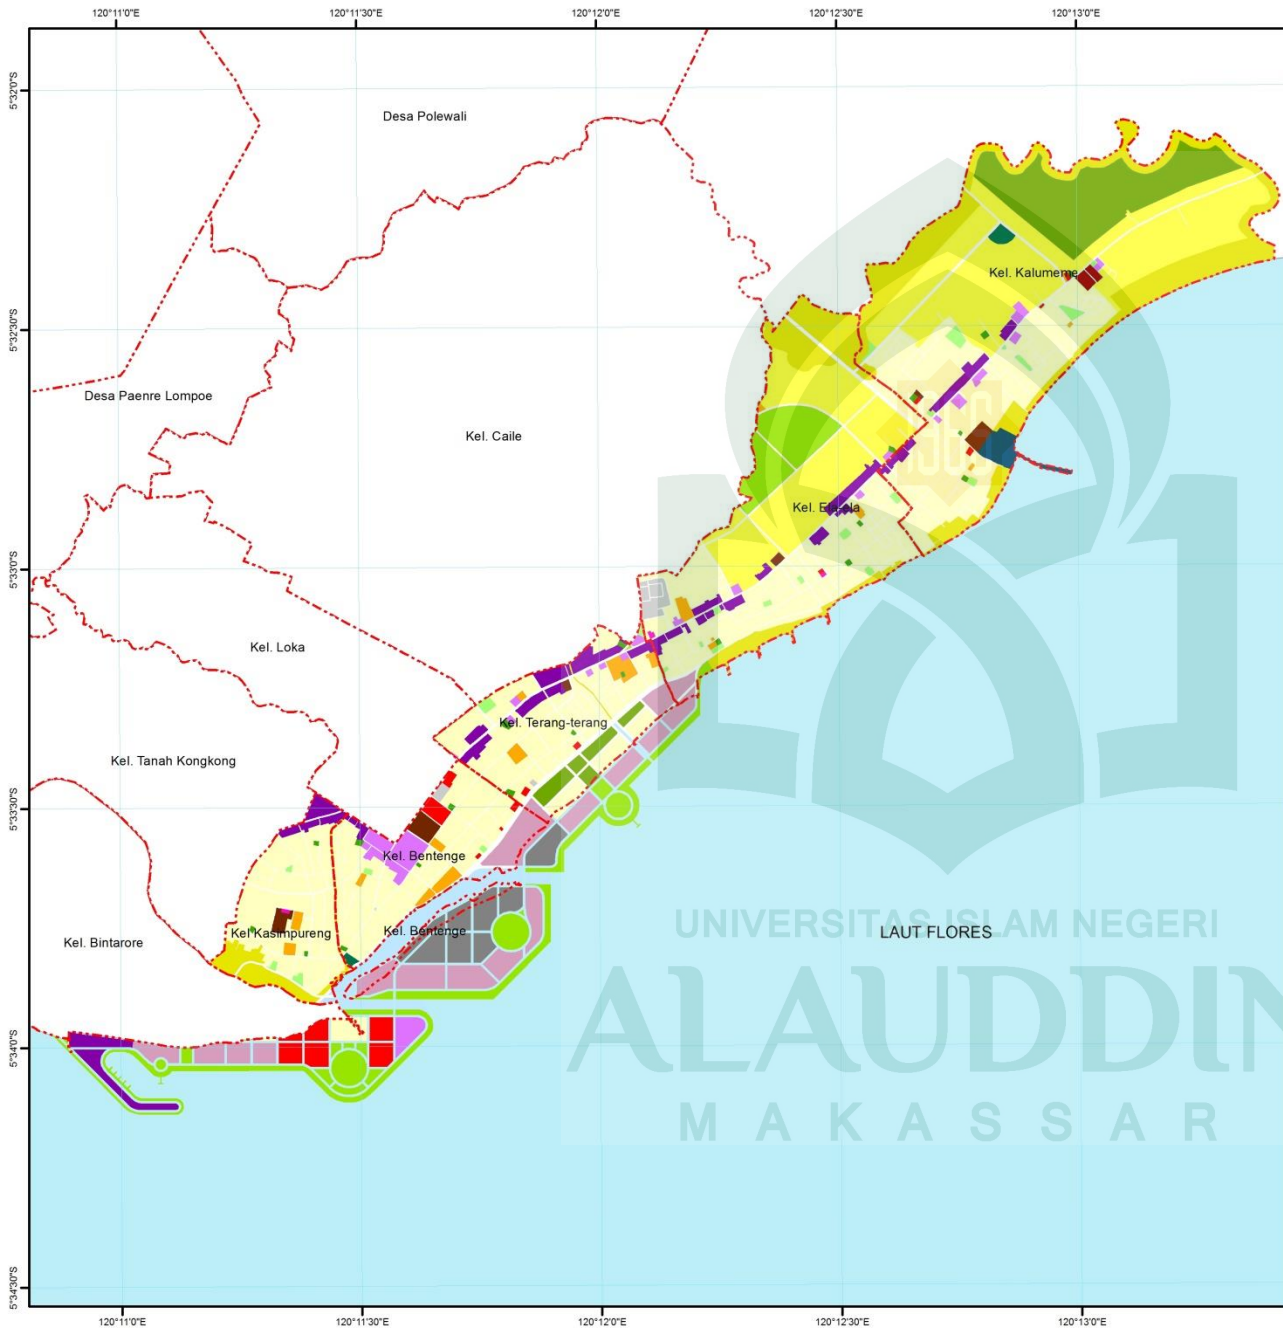 120°11'0"E 120°11'30"E 120°12'0"E 120°12'30"E 120°13'0"E
5°32'0"S
Desa Polewali
Kel. Kalumeme
5°32'30"S
Desa Paenre Lompoe
Kel. Caile
Kel. Ela-ela
5°33'0"S
Kel. Loka
Kel. Terang-terang
Kel. Tanah Kongkong
5°33'30"S
Kel. Bentenge
UNIVERSITAS ISLAM NEGERI
Kel. Bintarore
Kel Kasimpureng
Kel. Bentenge
LAUT FLORES
ALAUDDIN
5°34'0"S
MAKASSAR
5°34'30"S
120°11'0"E 120°11'30"E 120°12'0"E 120°12'30"E 120°13'0"E